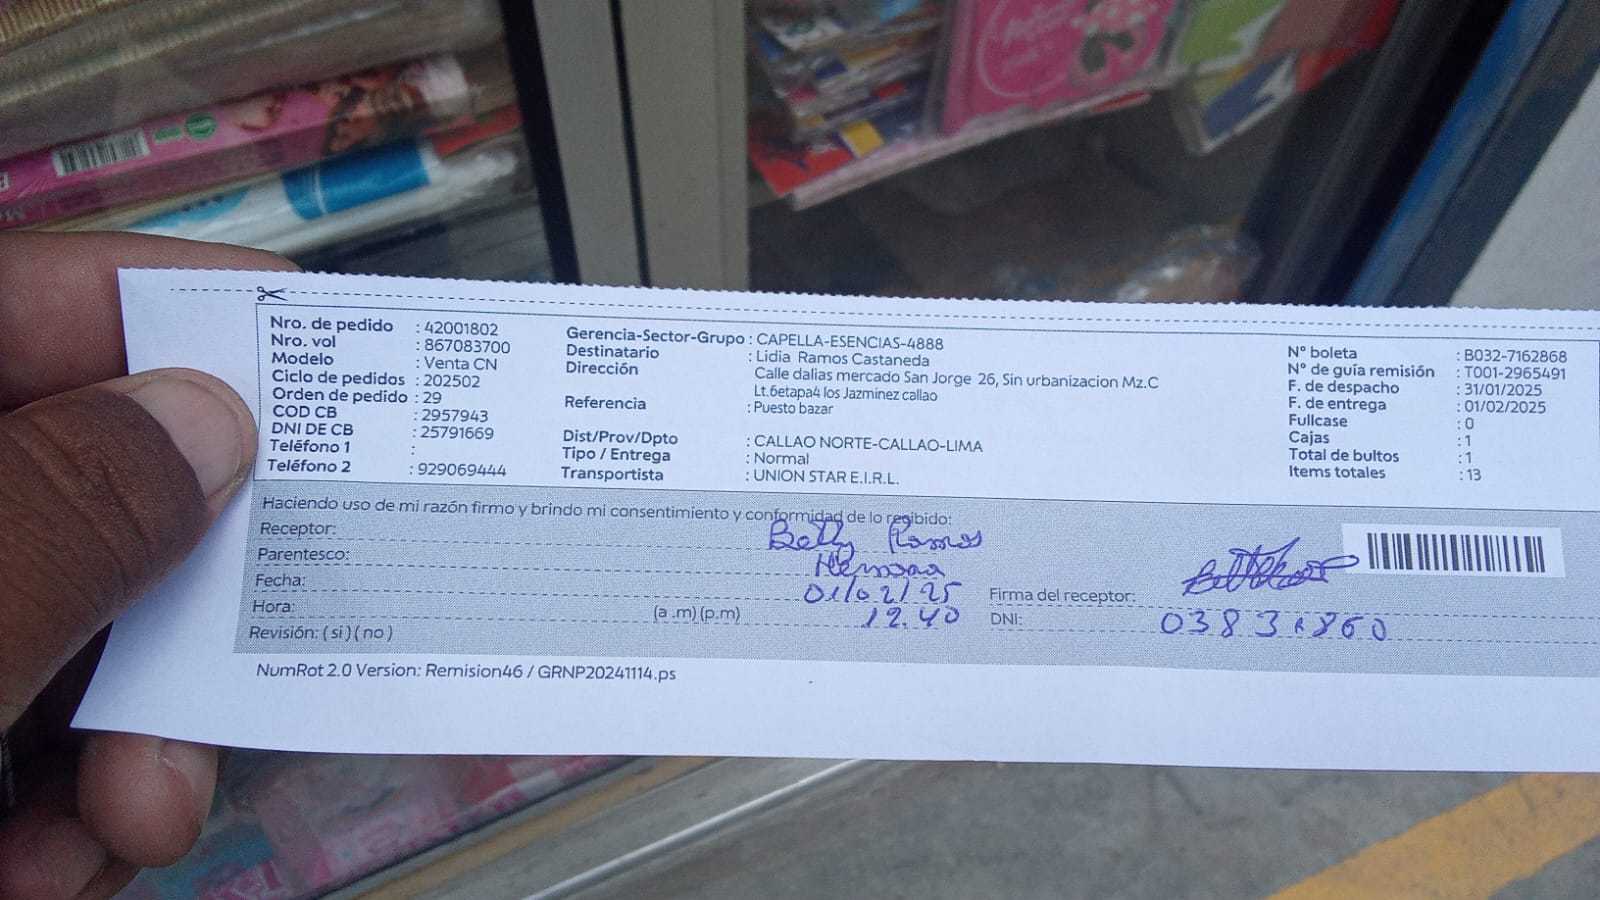 Nro. de pedido : 42001802
Nro. vol : 867083700
Modelo : Venta CN
Ciclo de pedidos : 202502
Orden de pedido : 29
COD CB : 2957943
DNI DE CB : 25791669
Teléfono 1 :
Teléfono 2 : 929069444
Gerencia-Sector-Grupo : CAPELLA-ESENCIAS-4888
Destinatario : Lidia Ramos Castaneda
Dirección Calle dalias mercado San Jorge 26, Sin urbanizacion Mz.C
Lt.6etapa4 los Jazminez callao
Referencia : Puesto bazar
Dist/Prov/Dpto : CALLAO NORTE-CALLAO-LIMA
Tipo / Entrega : Normal
Transportista : UNION STAR E.I.R.L.
N° boleta : B032-7162868
N° de guía remisión : T001-2965491
F. de despacho : 31/01/2025
F. de entrega : 01/02/2025
Fullcase : 0
Cajas : 1
Total de bultos : 1
Items totales : 13
Haciendo uso de mi razón firmo y brindo mi consentimiento y conformidad de lo recibido:
Receptor: Betty Ramos
Parentesco: Hermana
Fecha: 01/02/25
Hora: (a .m) (p.m) 12.40
Revisión: ( si ) ( no )
Firma del receptor:
DNI:
NumRot 2.0 Version: Remision46 / GRNP20241114.ps